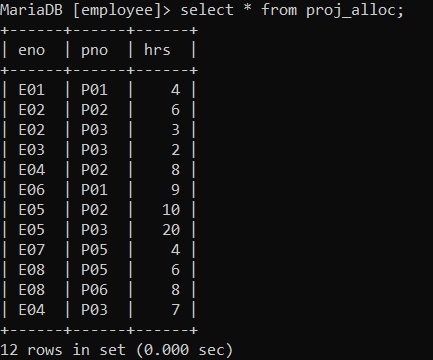 MariaDB [employee]> select * from proj_alloc;
+------+------+------+
| eno  | pno  | hrs  |
+------+------+------+
| E01  | P01  |    4 |
| E02  | P02  |    6 |
| E02  | P03  |    3 |
| E03  | P03  |    2 |
| E04  | P02  |    8 |
| E06  | P01  |    9 |
| E05  | P02  |   10 |
| E05  | P03  |   20 |
| E07  | P05  |    4 |
| E08  | P05  |    6 |
| E08  | P06  |    8 |
| E04  | P03  |    7 |
+------+------+------+
12 rows in set (0.000 sec)